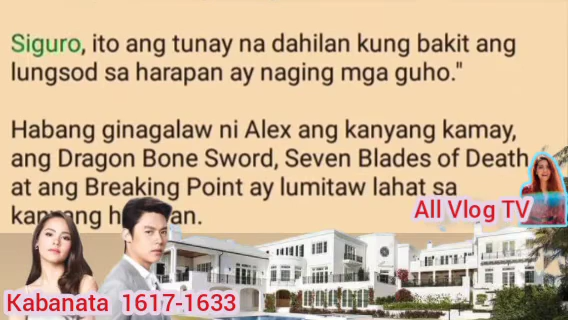 Siguro, ito ang tunay na dahilan kung bakit ang
lungsod sa harapan ay naging mga guho."
Habang ginagalaw ni Alex ang kanyang kamay,
ang Dragon Bone Sword, Seven Blades of Death
at ang Breaking Point ay lumitaw lahat sa
All Vlog TV
Kabanata 1617-1633